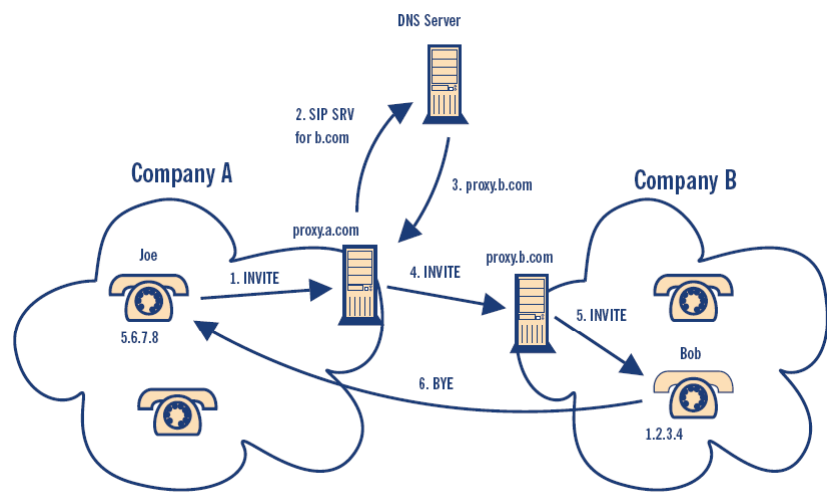 DNS Server
2. SIP SRV
for b.com
3. proxy.b.com
Company A
Company B
proxy.a.com
proxy.b.com
Joe
1. INVITE
4. INVITE
5. INVITE
5.6.7.8
Bob
6. BYE
1.2.3.4